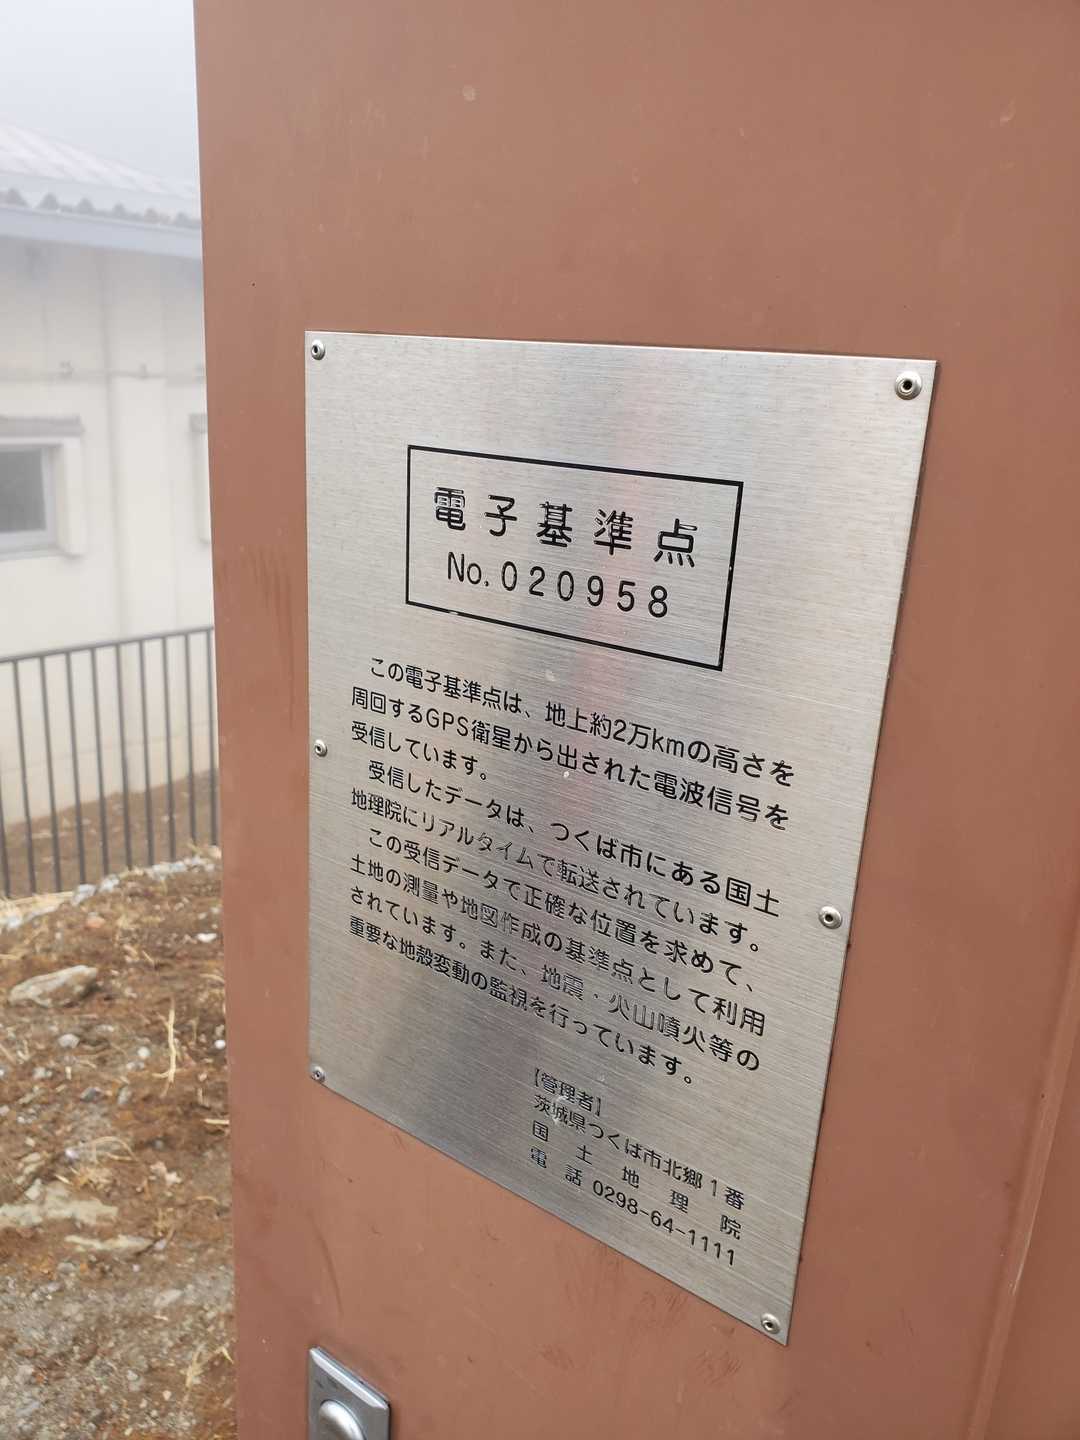 電子基準点
No.020958
この電子基準点は、地上約2万kmの高さを
周回するGPS衛星から出された電波信号を
受信しています。
受信したデータは、つくば市にある国土
地理院にリアルタイムで転送されています。
この受信データで正確な位置を求めて、
土地の測量や地図作成の基準点として利用
されています。また、地震・火山噴火等の
重要な地殻変動の監視を行っています。
【管理者】
茨城県つくば市北郷1番
国土地理院
電話 0298-64-1111